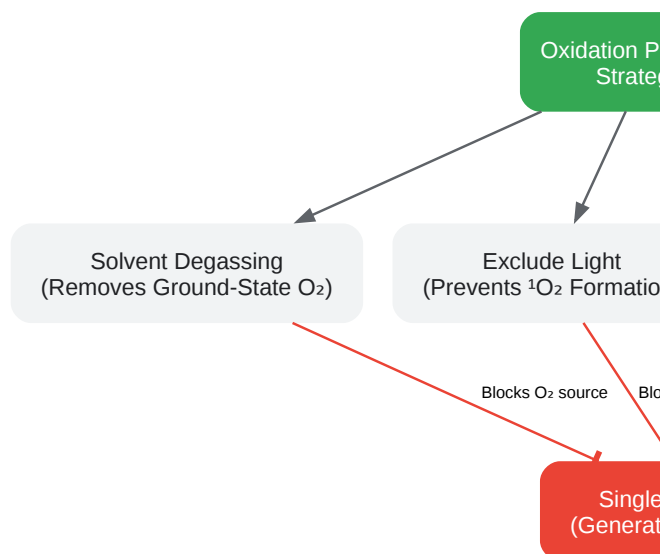 Oxidation P
Strateg
Solvent Degassing
(Removes Ground-State O₂)
Exclude Light
(Prevents ¹O₂ Formatio
Blocks O₂ source
Blo
Single
(Generat